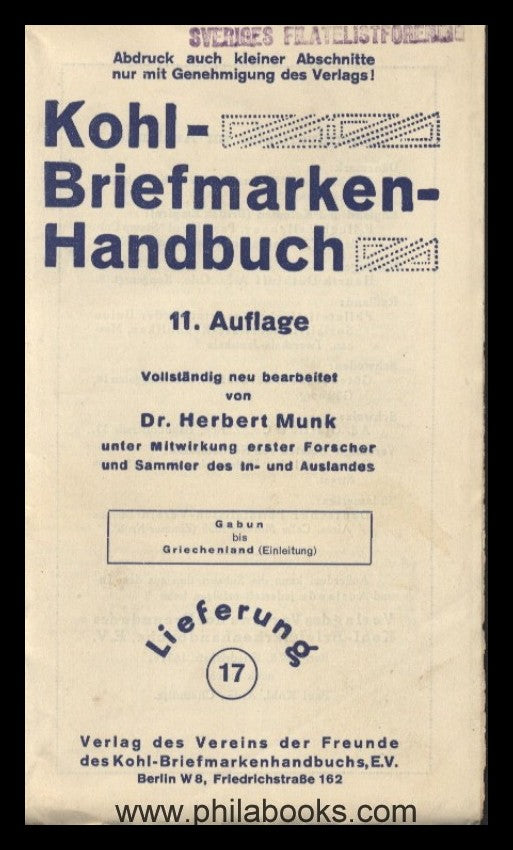 SVERIGES FILATELISTFÖRENING
Abdruck auch kleiner Abschnitte
nur mit Genehmigung des Verlags!
Kohl-
Briefmarken-
Handbuch
11. Auflage
Vollständig neu bearbeitet
von
Dr. Herbert Munk
unter Mitwirkung erster Forscher
und Sammler des In- und Auslandes
Gabun
bis
Griechenland (Einleitung)
Lieferung
17
Verlag des Vereins der Freunde
des Kohl-Briefmarkenhandbuchs, E.V.
Berlin W 8, Friedrichstraße 162
www.philabooks.com